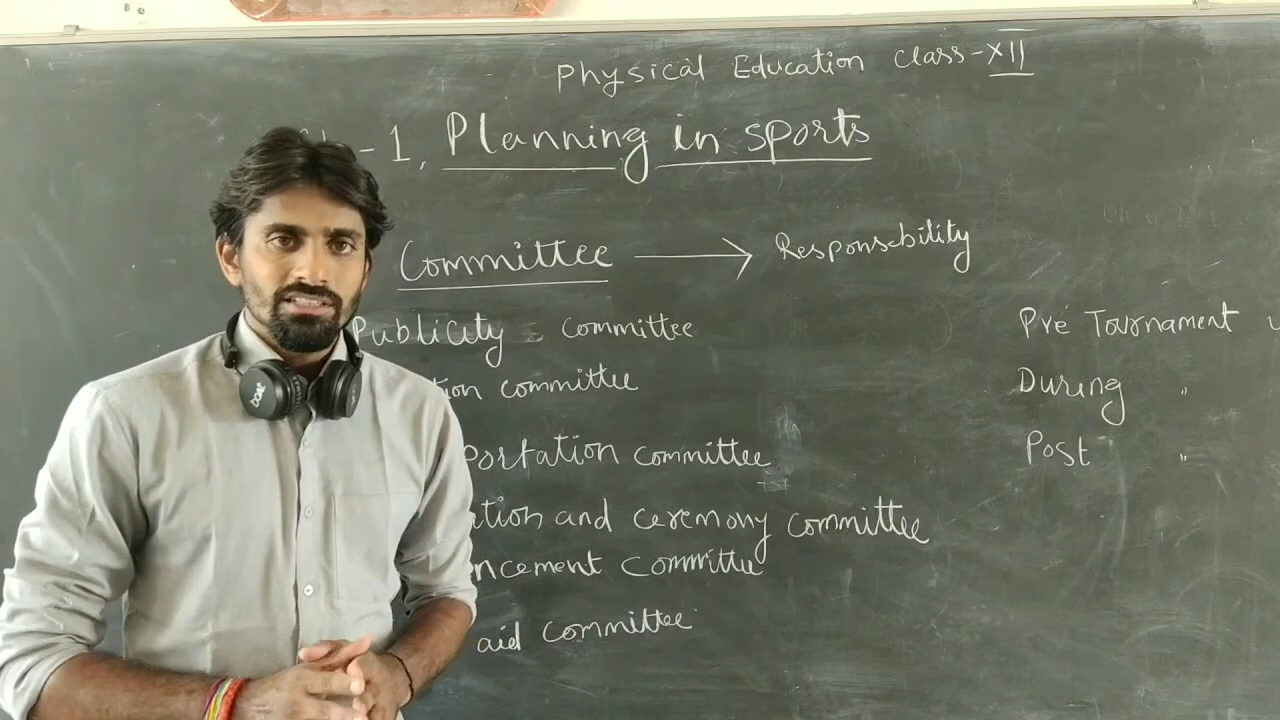 Physical Education Class-XII
-1, Planning in sports
Committee → Responsibility
Publicity committee
tion committee
portation committee
ation and ceremony committee
ncement committee
aid committee
Pre Tournament
During "
Post "
boat